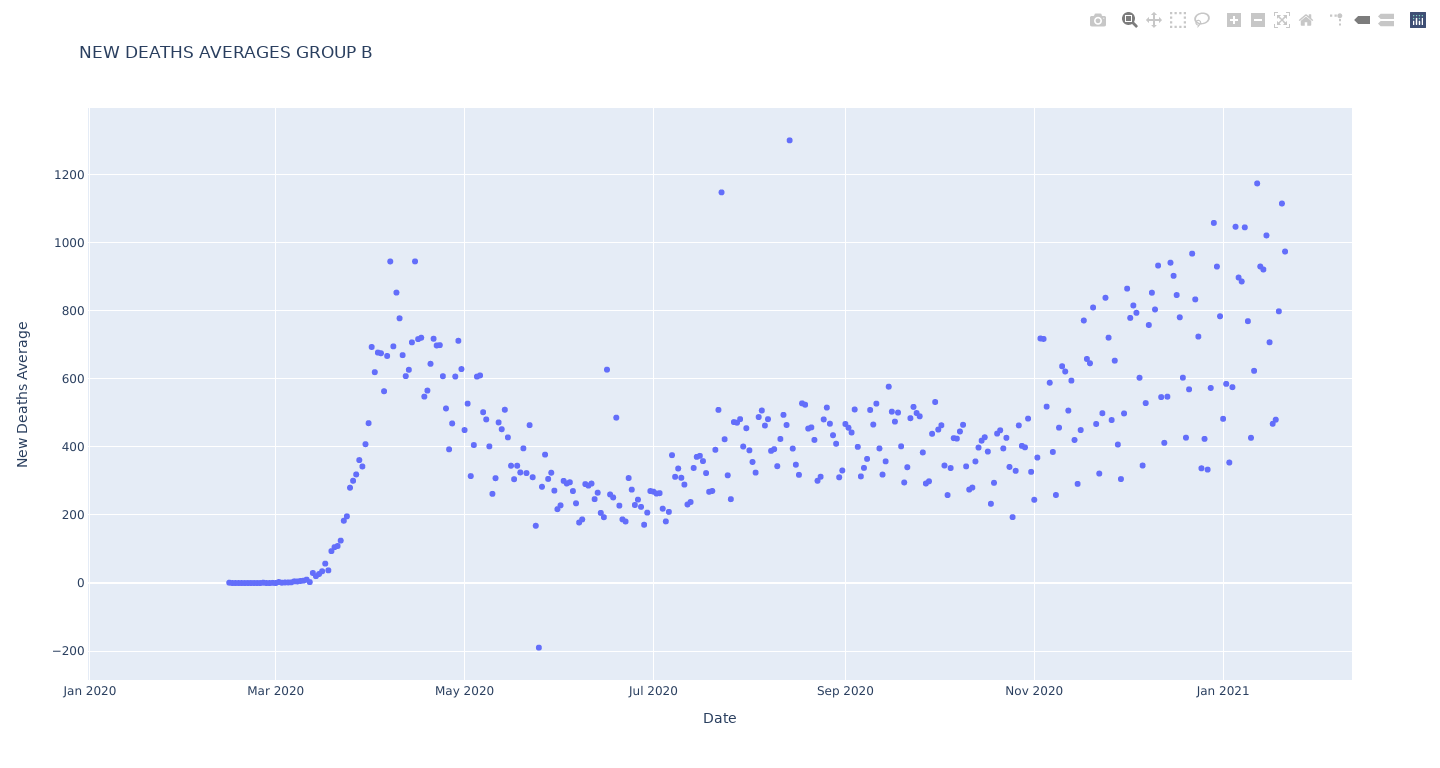 NEW DEATHS AVERAGES GROUP B
New Deaths Average
1200
1000
800
600
400
200
0
−200
Jan 2020
Mar 2020
May 2020
Jul 2020
Sep 2020
Nov 2020
Jan 2021
Date